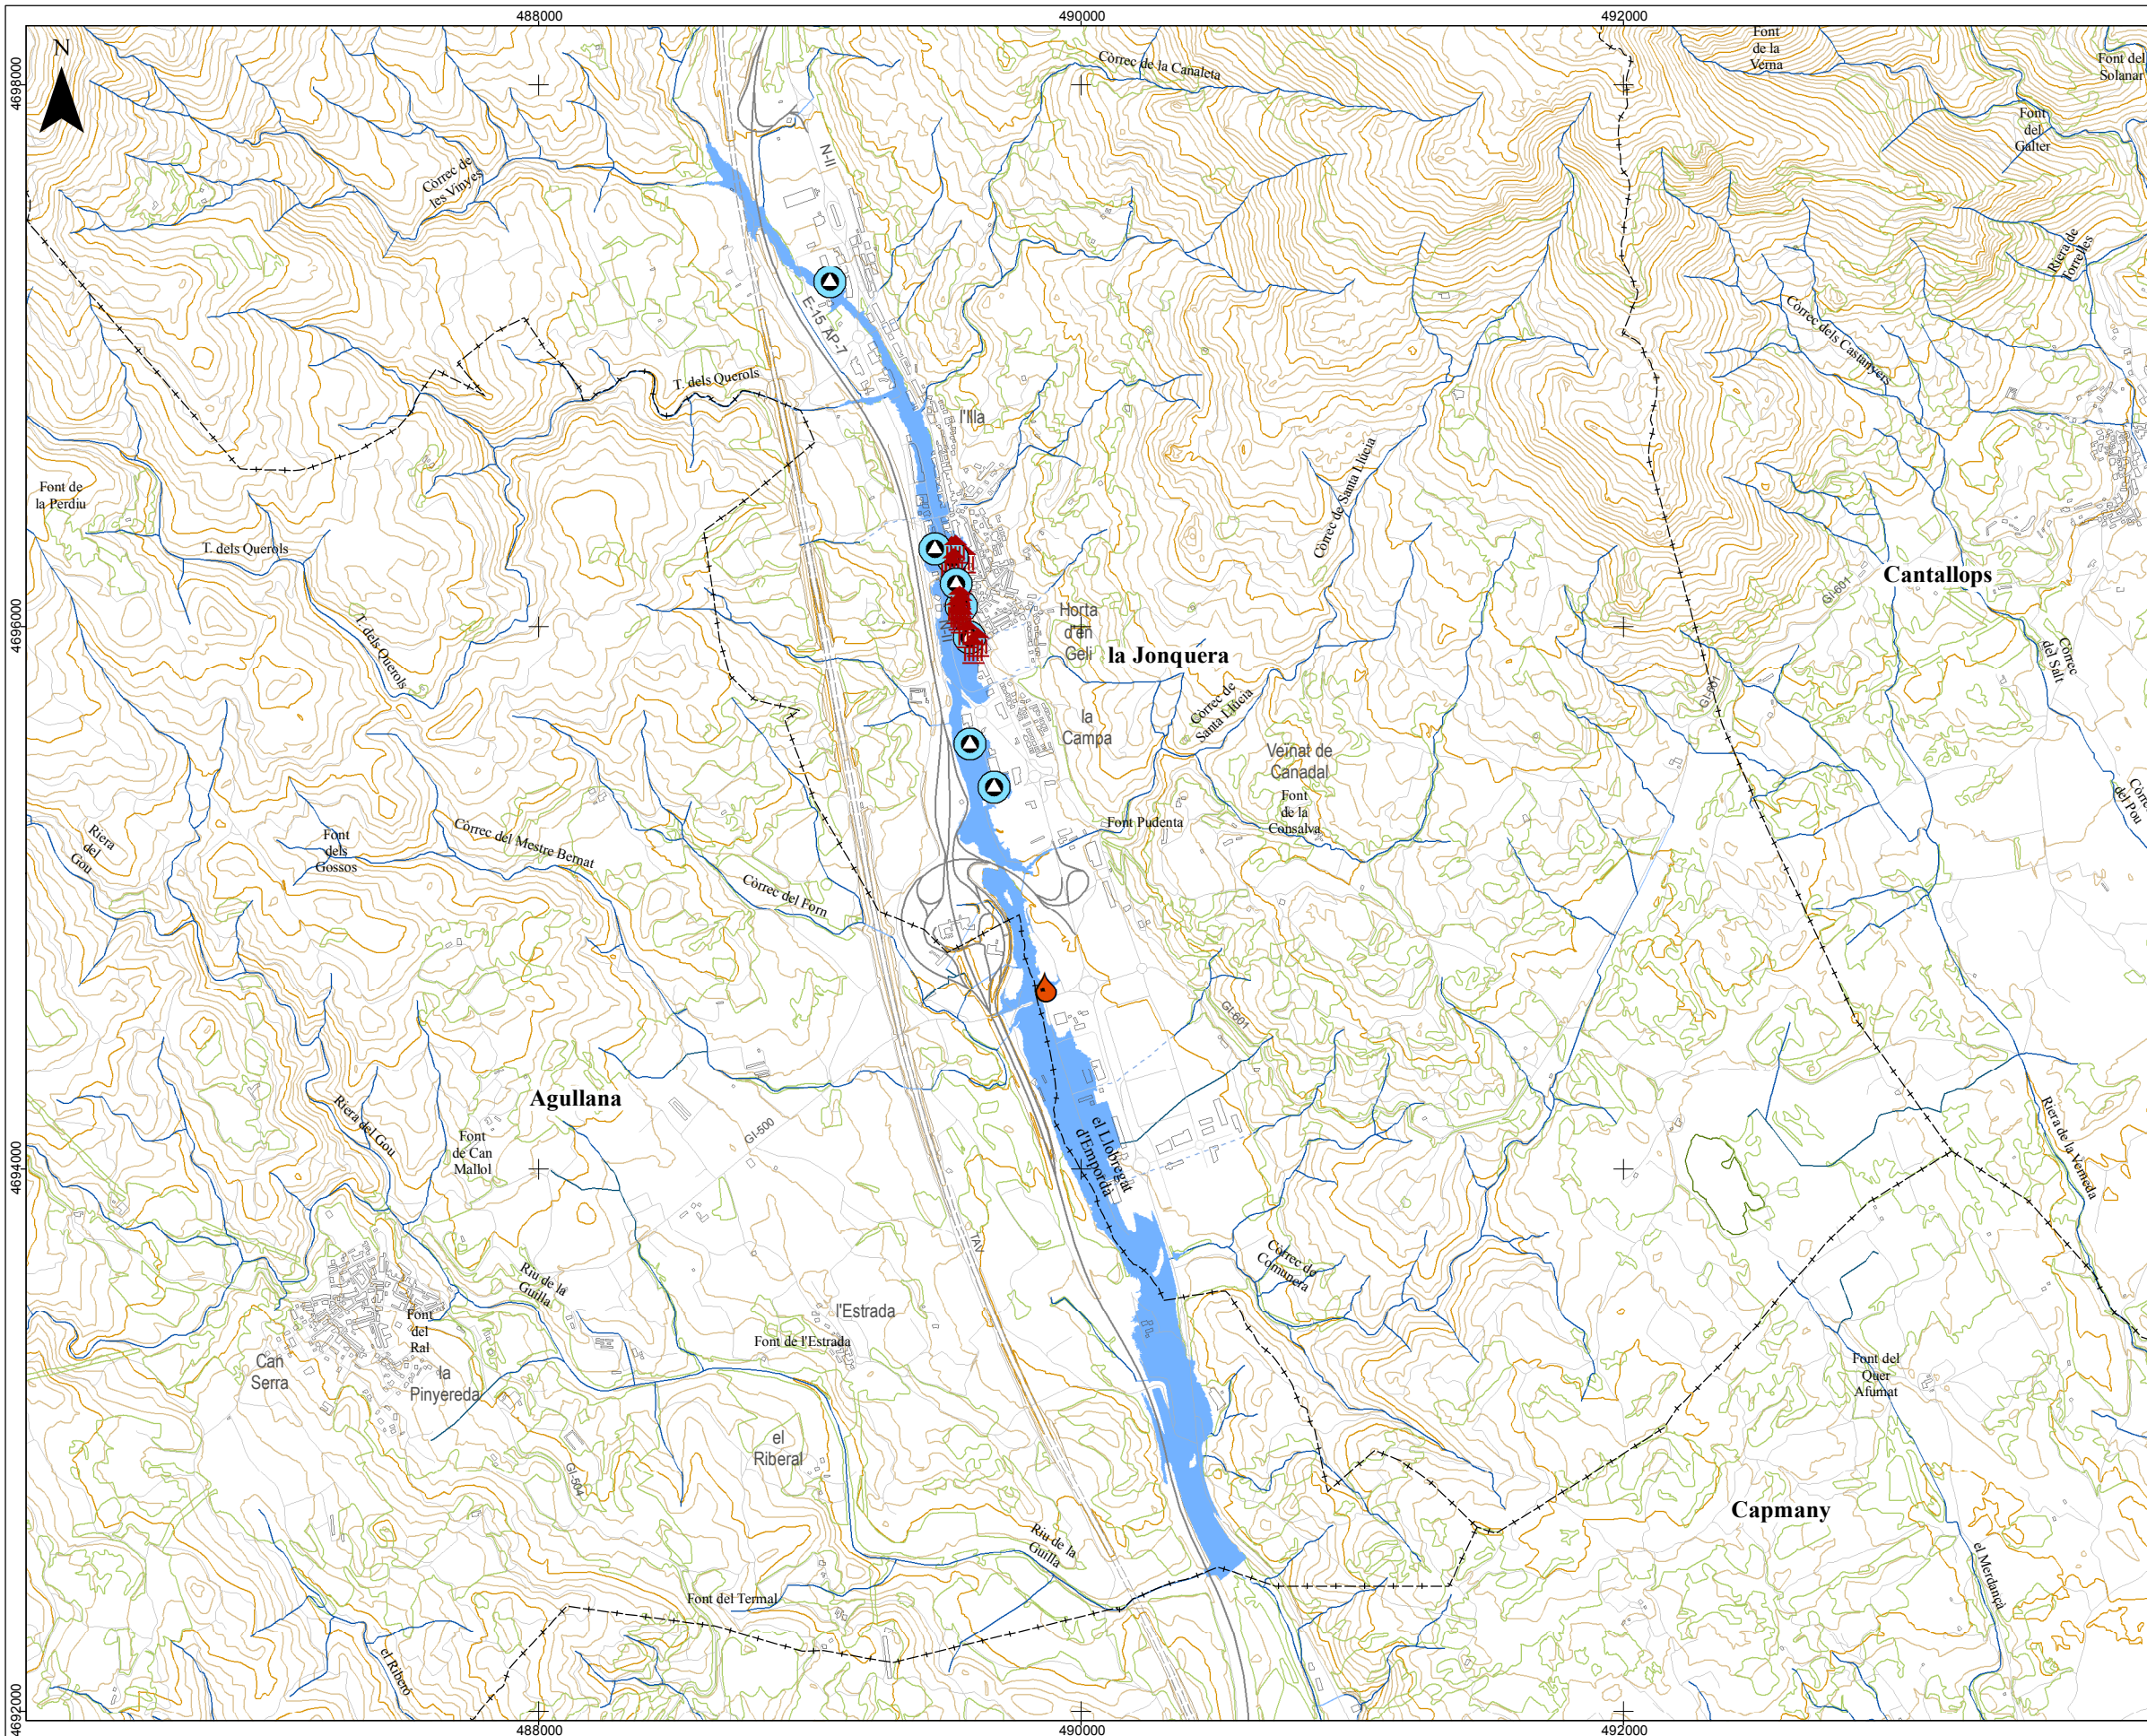 488000
490000
492000
N
4698000
Font
de la
Verna
Font del
Solanar
Còrrec de la Canaleta
Font
del
Galter
N-II
Còrrec de
les Vinyes
Riera de
Torrelles
E-15 AP-7
Còrrec dels Castanyers
T. dels Querols
l'Illa
Font de
la Perdiu
Còrrec de Santa Llúcia
T. dels Querols
Cantallops
GI-601
4696000
Horta
d'en
Geli
N-II
T. dels Querols
la Jonquera
Còrrec
del Salt
GI-601
Còrrec de
Santa Llúcia
la
Campa
Veïnat de
Canadal
Font
de la
Consalva
Font Pudenta
del Pou
Riera
del
Gou
Font
dels
Gossos
Còrrec del Mestre Bernat
Còrrec del Forn
GI-601
Agullana
Riera del Gou
GI-500
Font
de Can
Mallol
el Llobregat
d'Empordà
Riera de la Verneda
4694000
TAV
Còrrec de
Comunera
Riu de la
Guilla
l'Estrada
Font
del
Ral
Font de l'Estrada
Can
Serra
la
Pinyereda
Font del
Quer
Afumat
el
Riberal
GI-504
Capmany
Riu de la
Guilla
el Merdançà
Font del Termal
el Riberó
4692000
488000
490000
492000